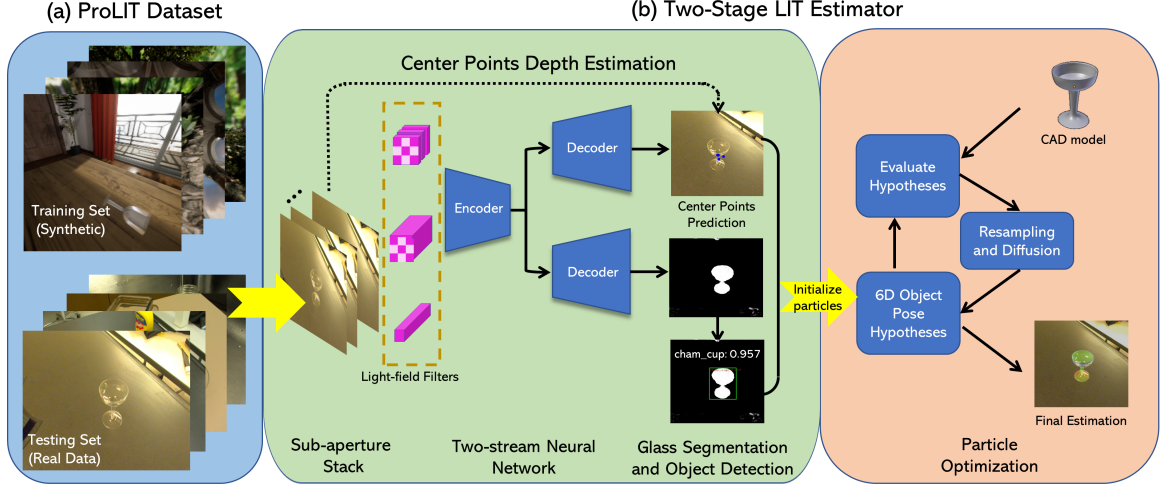 (a) ProLIT Dataset
(b) Two-Stage LIT Estimator
Training Set
(Synthetic)
Testing Set
(Real Data)
Center Points Depth Estimation
Light-field Filters
Encoder
Decoder
Decoder
Center Points
Prediction
cham_cup: 0.957
Sub-aperture
Stack
Two-stream Neural
Network
Glass Segmentation
and Object Detection
Initialize
particles
CAD model
Evaluate
Hypotheses
Resampling
and Diffusion
6D Object
Pose
Hypotheses
Final Estimation
Particle
Optimization